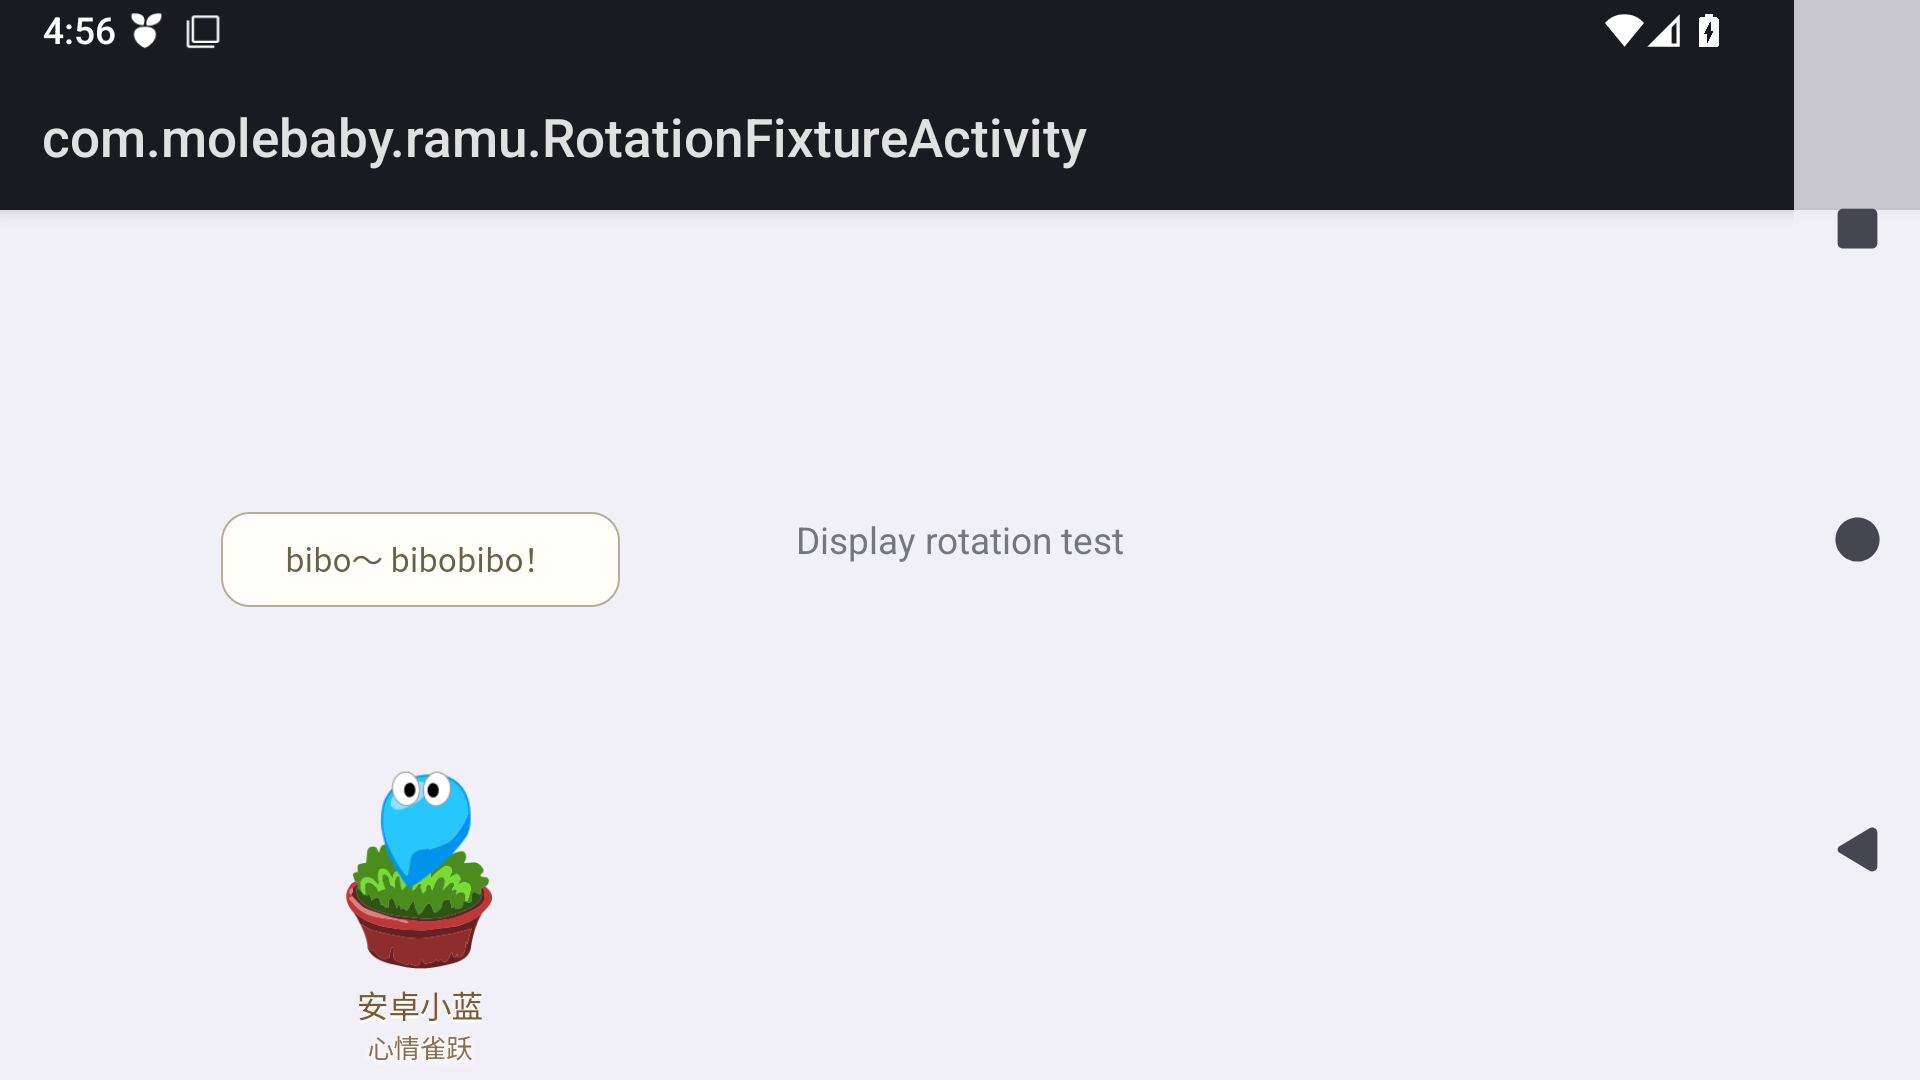 4:56
com.molebaby.ramu.RotationFixtureActivity
bibo～ bibobibo！
Display rotation test
安卓小蓝
心情雀跃